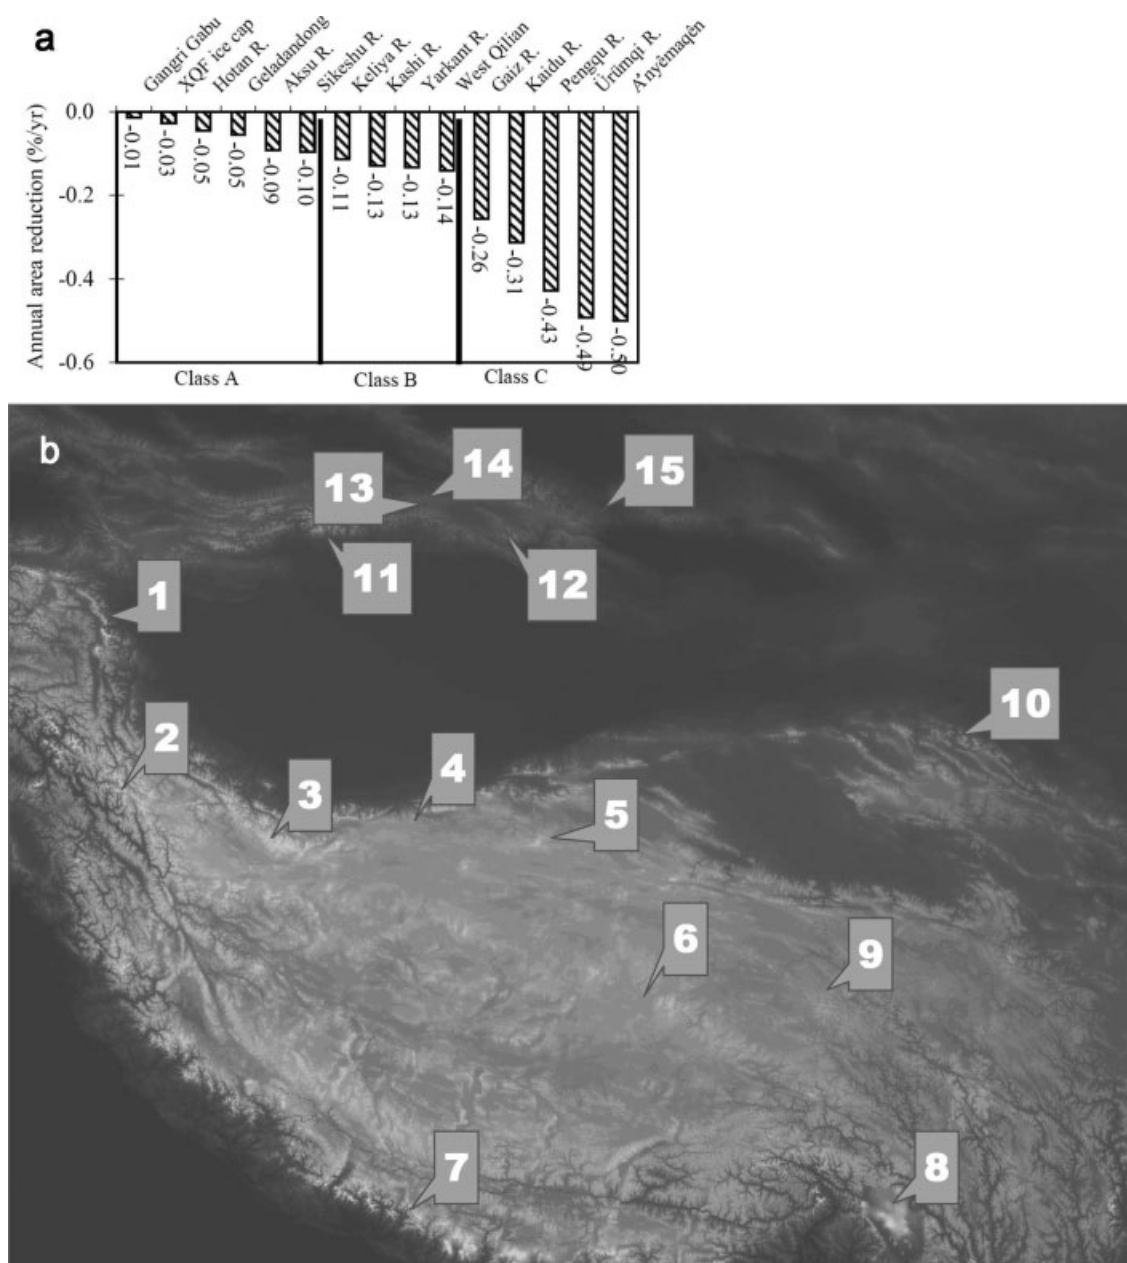 a
Gangri Gabu
XQF ice cap
Hotan R.
Geladandong
Aksu R.
Sikeshu R.
Keliya R.
Kashi R.
Yarkant R.
West Qilian
Gaiz R.
Kaidu R.
Pengqu R.
Ürümqi R.
A'nyêmaqên
Annual area reduction (%/yr)
0.0
-0.2
-0.4
-0.6
-0.01
-0.03
-0.05
-0.05
-0.09
-0.10
-0.11
-0.13
-0.13
-0.14
-0.26
-0.31
-0.43
-0.49
-0.50
Class A
Class B
Class C
b
14
15
13
11
12
1
10
2
4
3
5
6
9
7
8